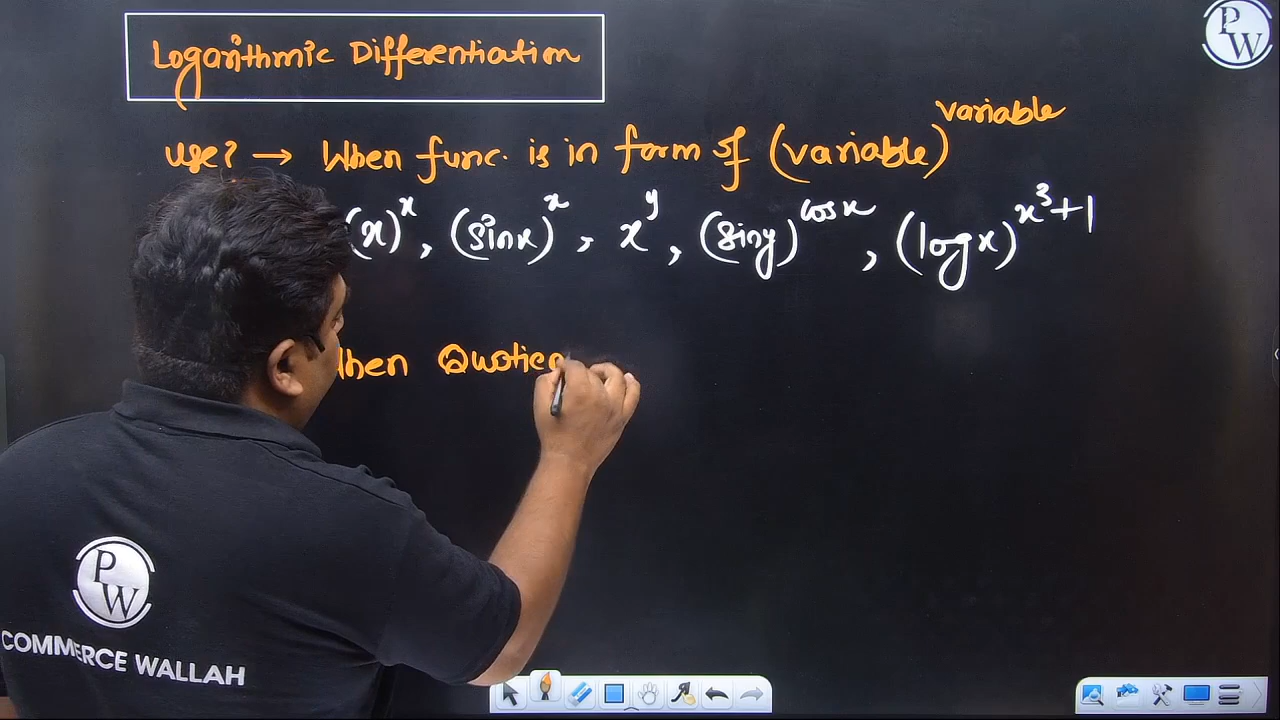 Logarithmic Differentiation
PW
variable
use? → When func. is in form of (variable)
(x)^x, (sinx)^x, x^y, (siny)^cosx, (logx)^x³+1
When Quotien
PW
COMMERCE WALLAH